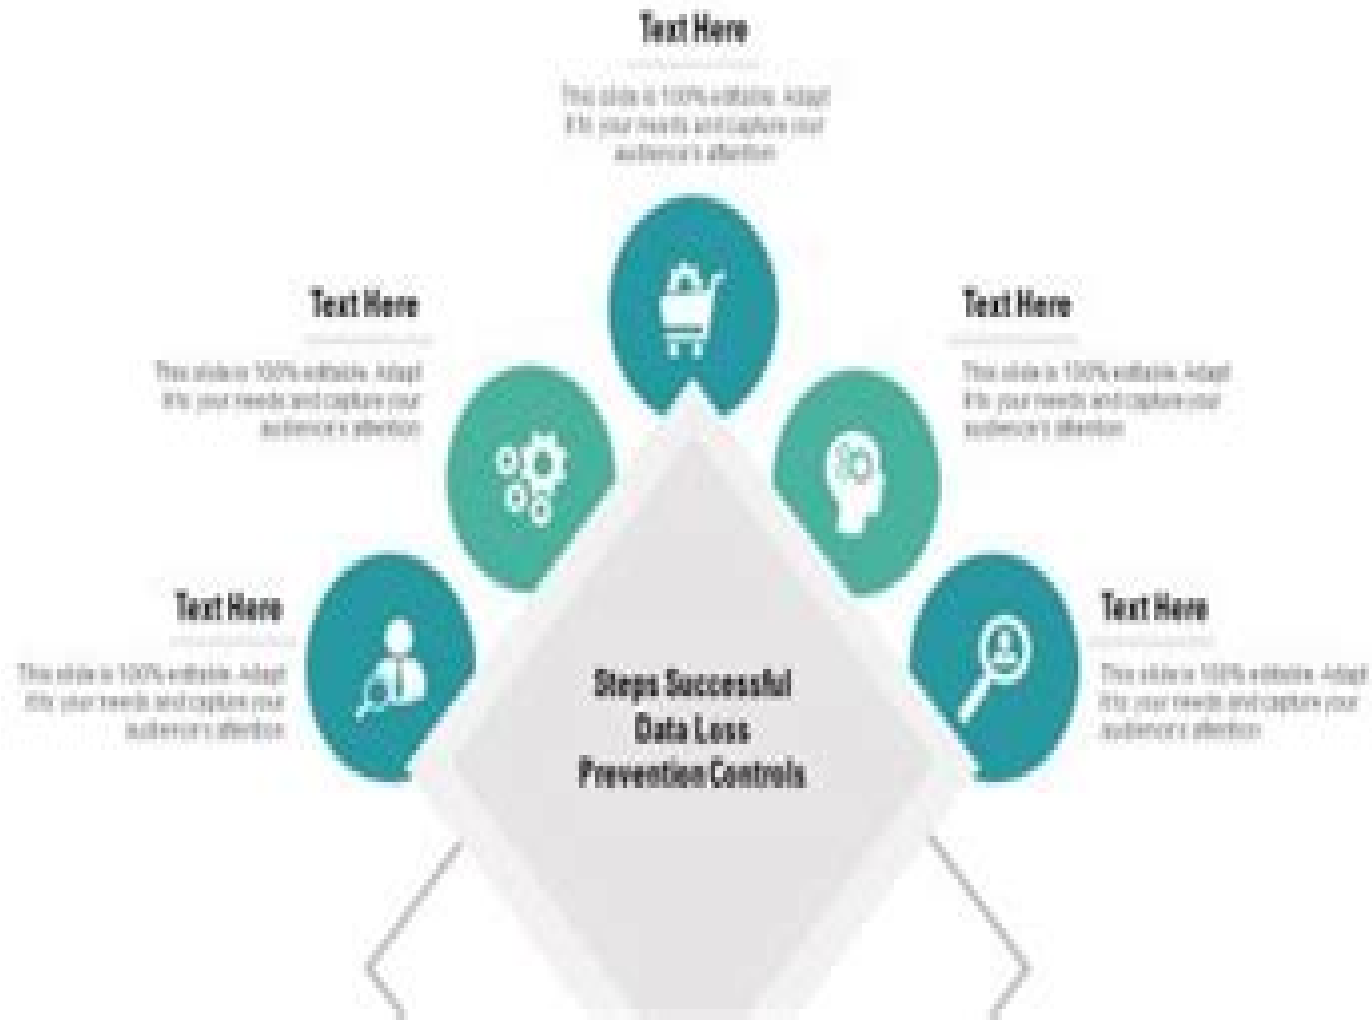 Text Here
This slide is 100% editable. Adapt
it to your needs and capture your
audience's attention
Text Here
This slide is 100% editable. Adapt
it to your needs and capture your
audience's attention
Text Here
This slide is 100% editable. Adapt
it to your needs and capture your
audience's attention
Text Here
This slide is 100% editable. Adapt
it to your needs and capture your
audience's attention
Steps Successful
Data Loss
Prevention Controls
Text Here
This slide is 100% editable. Adapt
it to your needs and capture your
audience's attention